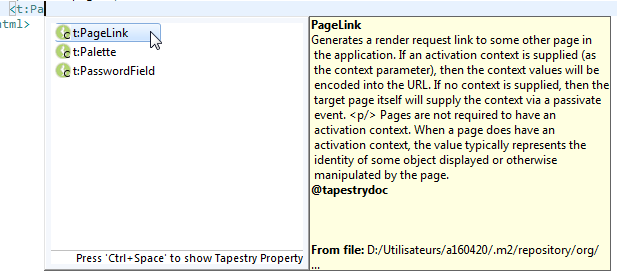 <t:Pa
html>
t:PageLink
t:Palette
t:PasswordField
Press 'Ctrl+Space' to show Tapestry Property
PageLink
Generates a render request link to some other page in
the application. If an activation context is supplied (as
the context parameter), then the context values will be
encoded into the URL. If no context is supplied, then the
target page itself will supply the context via a passivate
event. <p/> Pages are not required to have an
activation context. When a page does have an
activation context, the value typically represents the
identity of some object displayed or otherwise
manipulated by the page.
@tapestrydoc
From file: D:/Utilisateurs/a160420/.m2/repository/org/
...